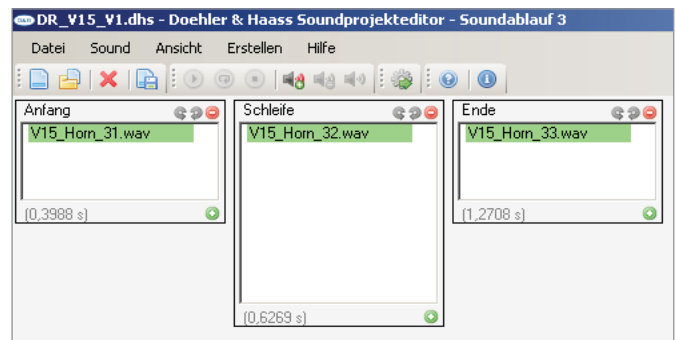 DR_V15_V1.dhs - Doehler & Haass Soundprojekteditor - Soundablauf 3
Datei Sound Ansicht Erstellen Hilfe
Anfang Schleife Ende
V15_Horn_31.wav V15_Horn_32.wav V15_Horn_33.wav
(0,3988 s) (1,2708 s)
(0,6269 s)